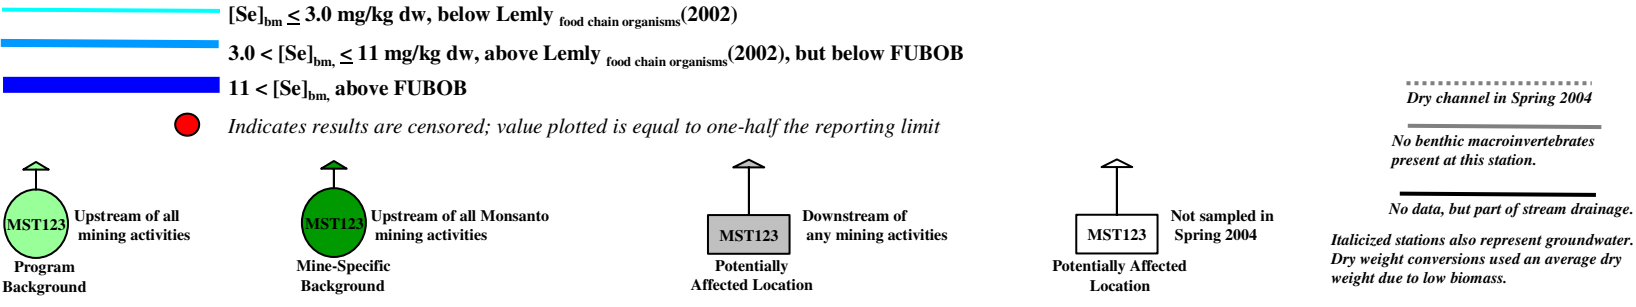 [Se]bm ≤ 3.0 mg/kg dw, below Lemly food chain organisms(2002)
3.0 < [Se]bm, ≤ 11 mg/kg dw, above Lemly food chain organisms(2002), but below FUBOB
11 < [Se]bm, above FUBOB
Indicates results are censored; value plotted is equal to one-half the reporting limit
MST123
Upstream of all
mining activities
Program
Background
MST123
Upstream of all Monsanto
mining activities
Mine-Specific
Background
MST123
Downstream of
any mining activities
Potentially
Affected Location
MST123
Not sampled in
Spring 2004
Potentially Affected
Location
Dry channel in Spring 2004
No benthic macroinvertebrates
present at this station.
No data, but part of stream drainage.
Italicized stations also represent groundwater.
Dry weight conversions used an average dry
weight due to low biomass.